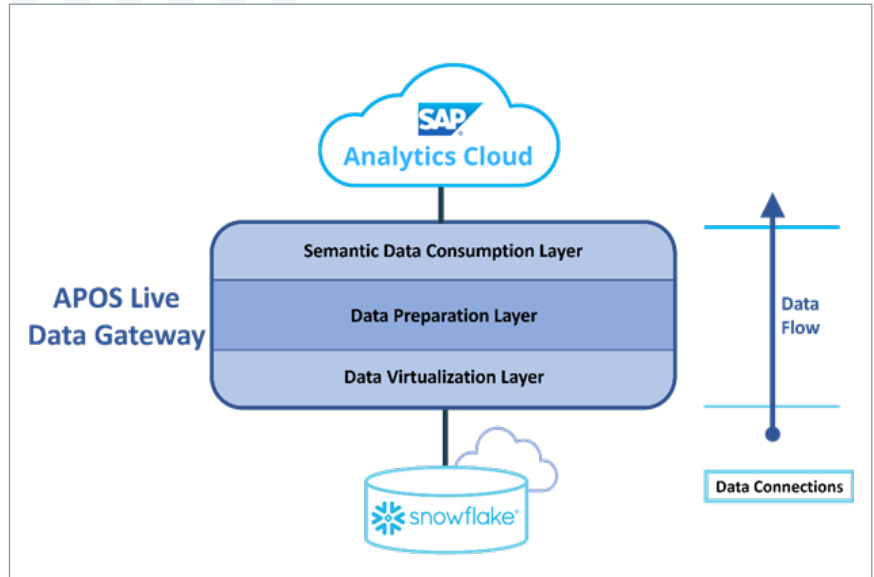 SAP
Analytics Cloud
Semantic Data Consumption Layer
APOS Live
Data Gateway
Data Preparation Layer
Data Virtualization Layer
Data
Flow
Data Connections
snowflake®